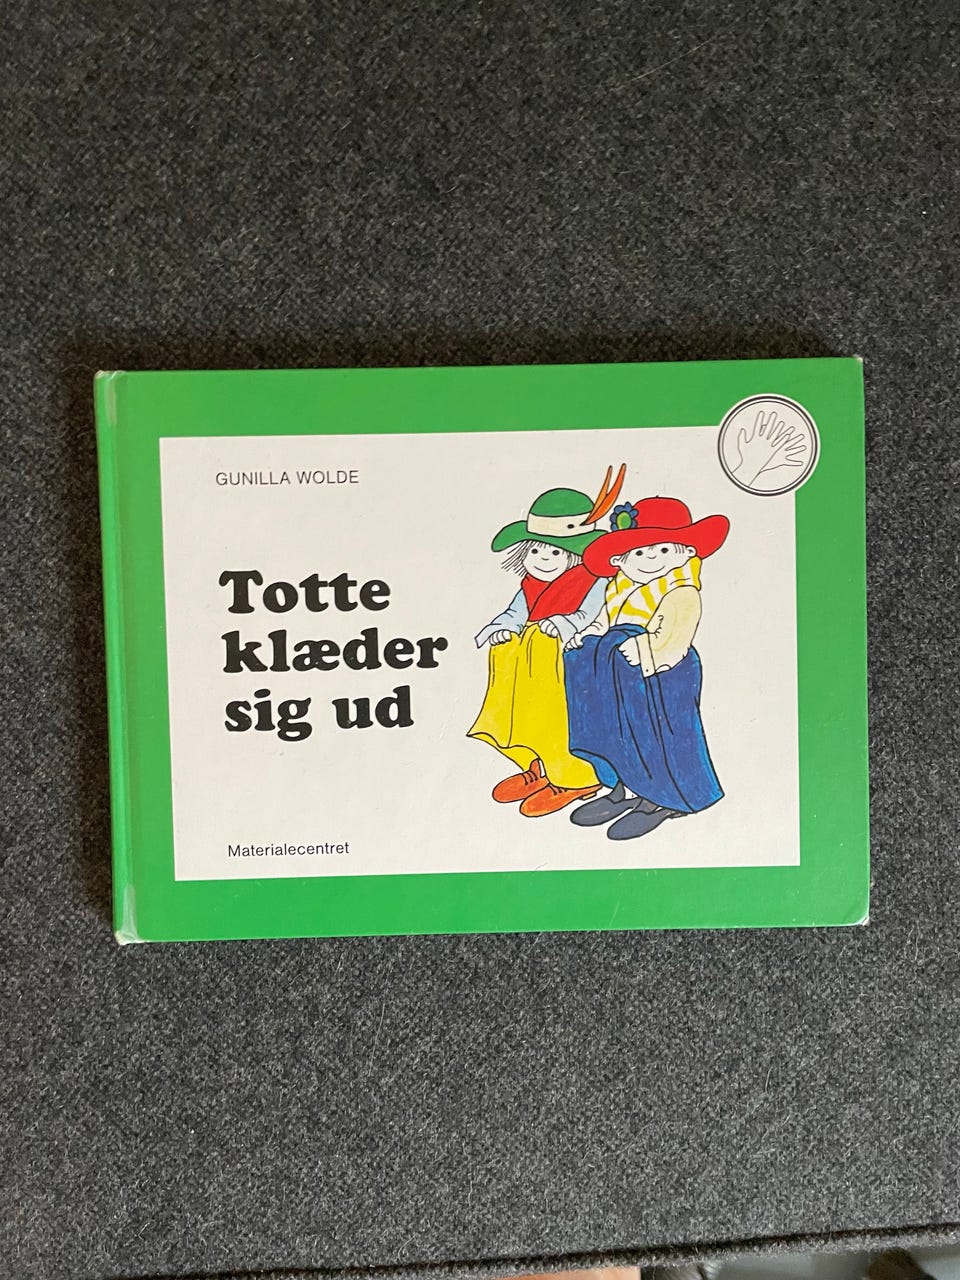 GUNILLA WOLDE
Totte
klæder
sig ud
Materialecentret